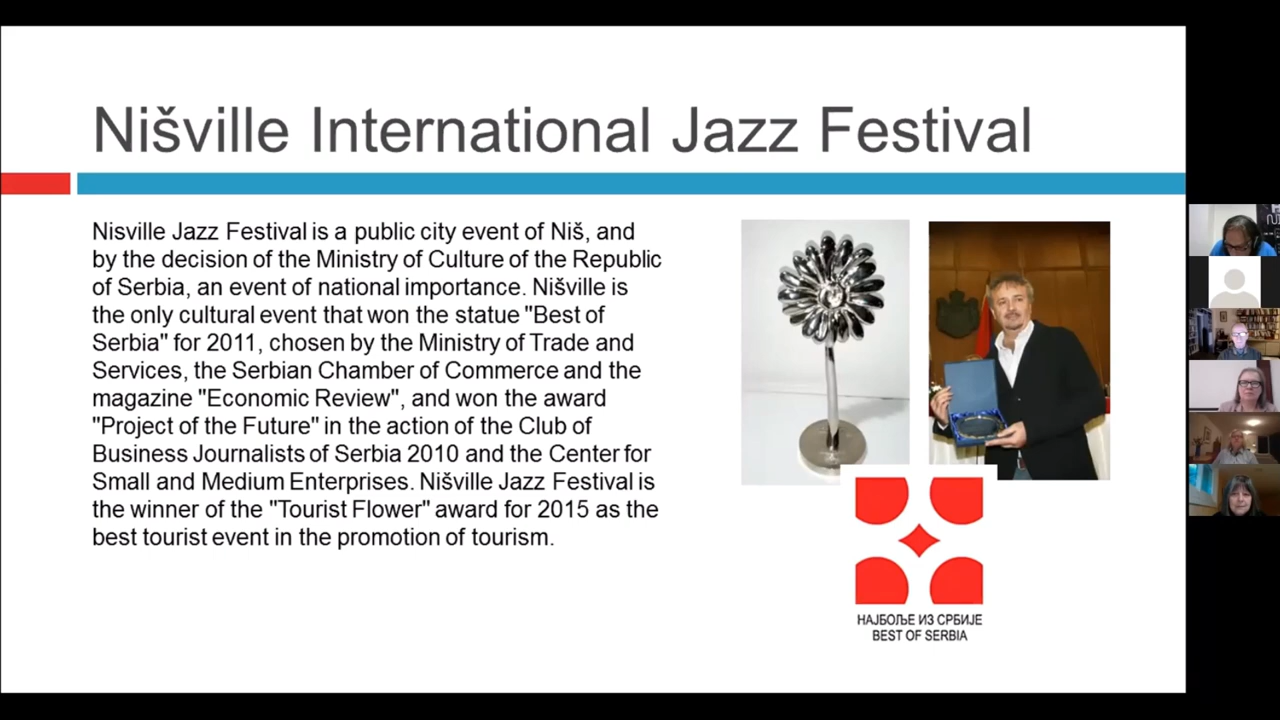 Nišville International Jazz Festival
Nisville Jazz Festival is a public city event of Niš, and
by the decision of the Ministry of Culture of the Republic
of Serbia, an event of national importance. Nišville is
the only cultural event that won the statue "Best of
Serbia" for 2011, chosen by the Ministry of Trade and
Services, the Serbian Chamber of Commerce and the
magazine "Economic Review", and won the award
"Project of the Future" in the action of the Club of
Business Journalists of Serbia 2010 and the Center for
Small and Medium Enterprises. Nišville Jazz Festival is
the winner of the "Tourist Flower" award for 2015 as the
best tourist event in the promotion of tourism.
НАЈБОЉЕ ИЗ СРБИЈЕ
BEST OF SERBIA